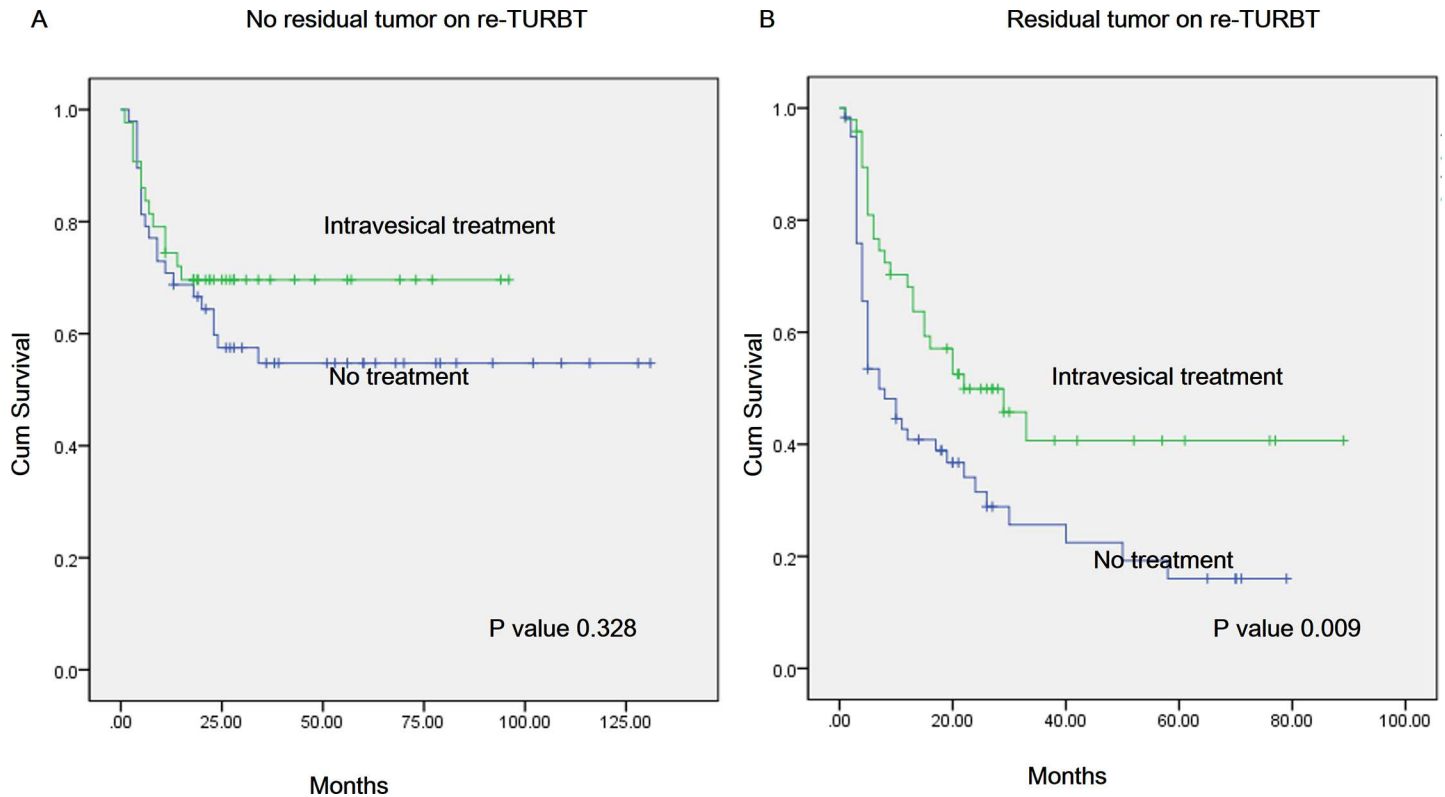 A
No residual tumor on re-TURBT
Cum Survival
1.0
0.8
0.6
0.4
0.2
0.0
Intravesical treatment
No treatment
P value 0.328
.00 25.00 50.00 75.00 100.00 125.00
Months
B
Residual tumor on re-TURBT
Cum Survival
1.0
0.8
0.6
0.4
0.2
0.0
Intravesical treatment
No treatment
P value 0.009
.00 20.00 40.00 60.00 80.00 100.00
Months